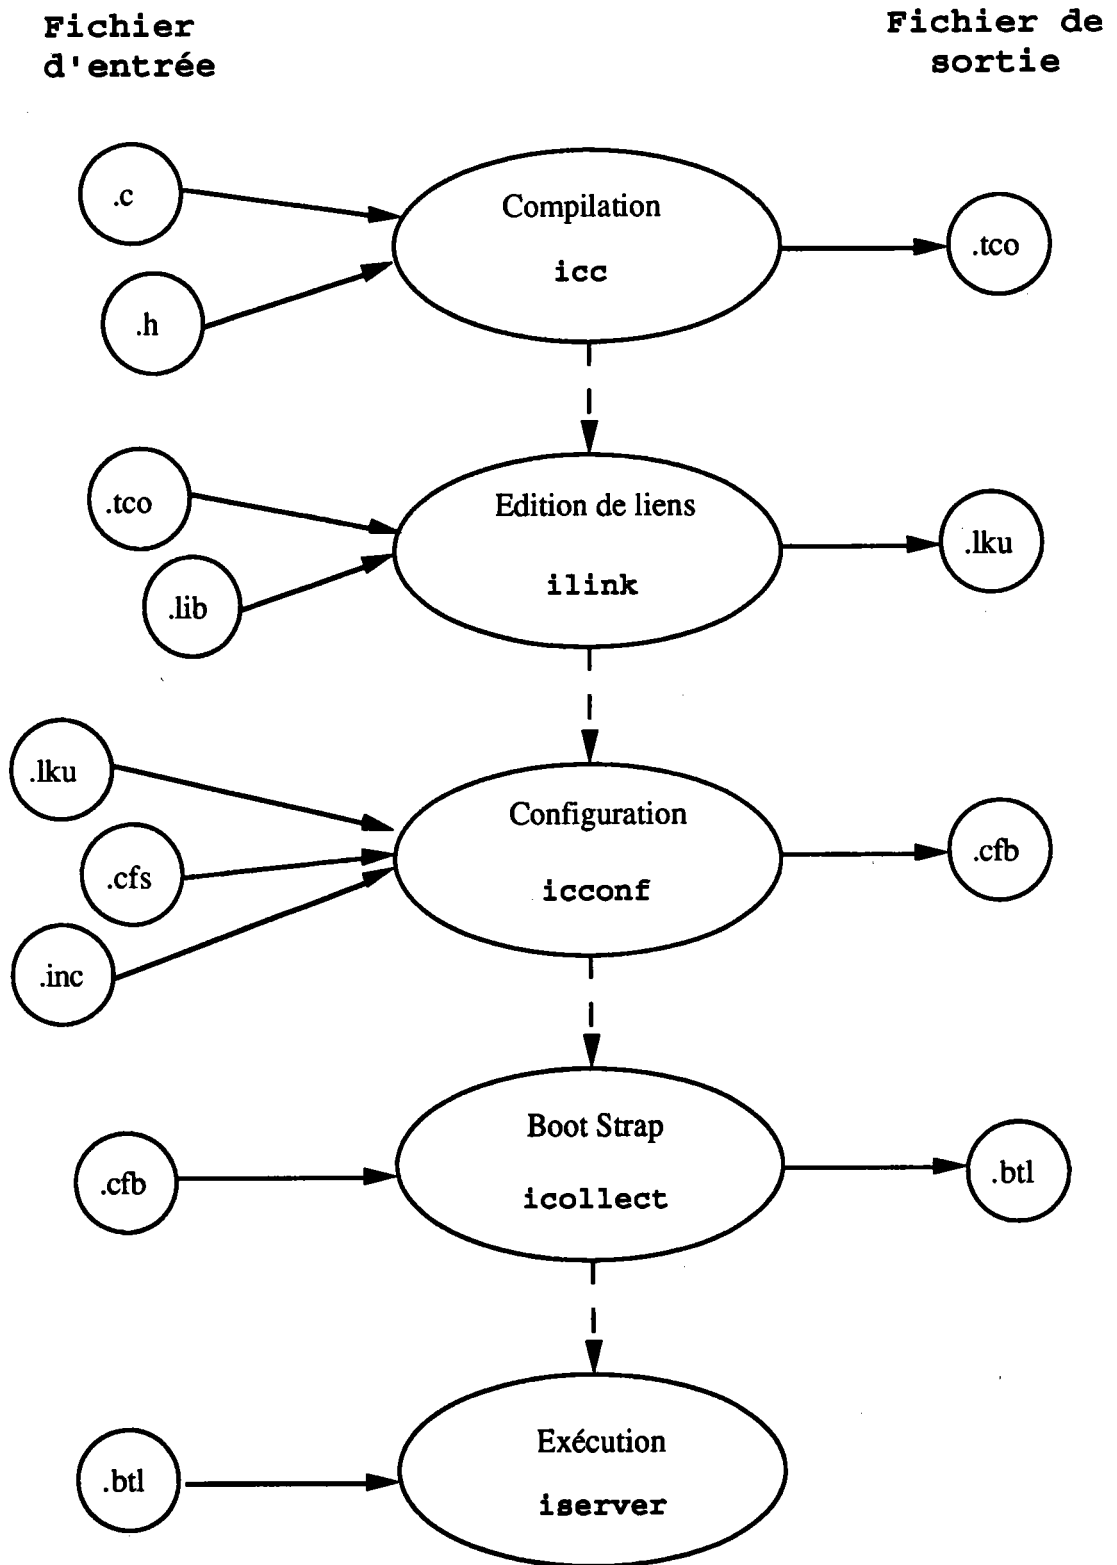 Fichier
d'entrée
Fichier de
sortie
.c
.h
Compilation
icc
.tco
.tco
.lib
Edition de liens
ilink
.lku
.lku
.cfs
.inc
Configuration
icconf
.cfb
.cfb
Boot Strap
icollect
.btl
.btl
Exécution
iserver